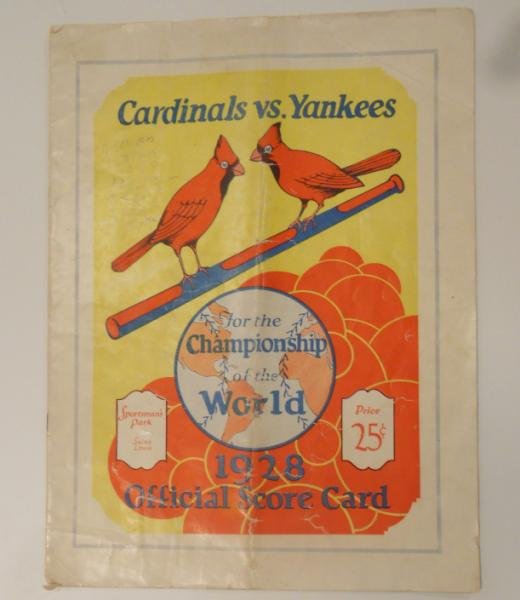 Cardinals vs. Yankees
for the
Championship
of the
World
Sportsman's
Park
Saint
Louis
Price
25¢
1928
Official Score Card